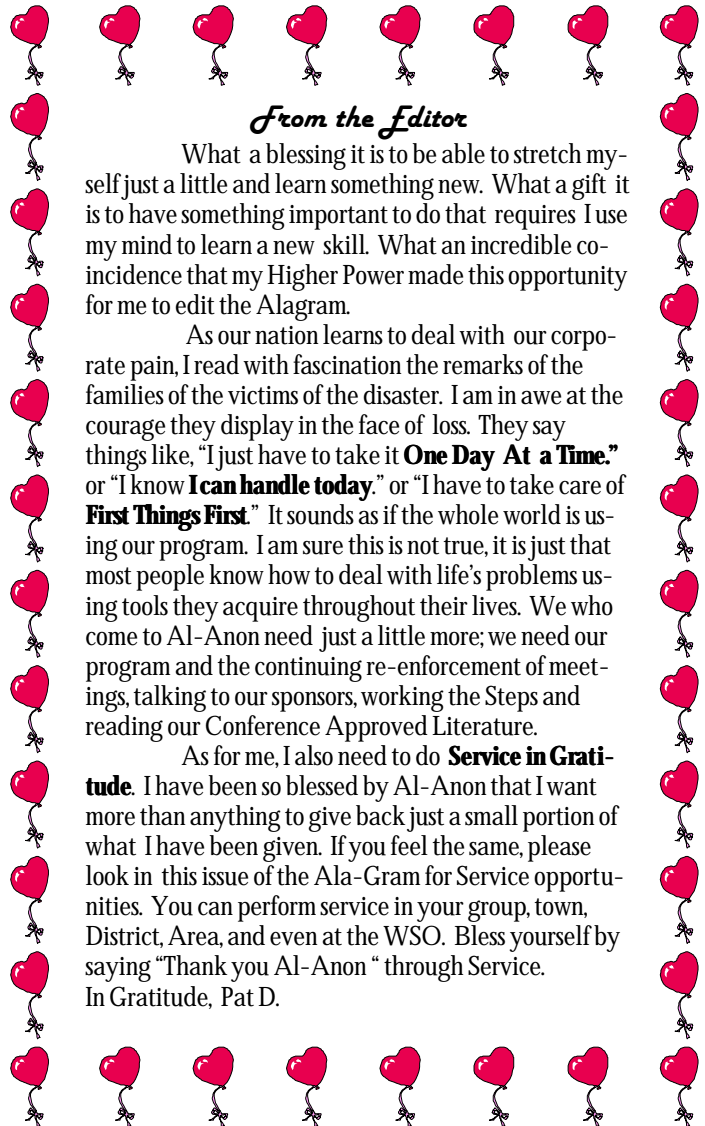 From the Editor
What a blessing it is to be able to stretch my-
self just a little and learn something new. What a gift it
is to have something important to do that requires I use
my mind to learn a new skill. What an incredible co-
incidence that my Higher Power made this opportunity
for me to edit the Alagram.
As our nation learns to deal with our corpo-
rate pain, I read with fascination the remarks of the
families of the victims of the disaster. I am in awe at the
courage they display in the face of loss. They say
things like, “I just have to take it One Day At a Time.”
or “I know I can handle today.” or “I have to take care of
First Things First.” It sounds as if the whole world is us-
ing our program. I am sure this is not true, it is just that
most people know how to deal with life’s problems us-
ing tools they acquire throughout their lives. We who
come to Al-Anon need just a little more; we need our
program and the continuing re-enforcement of meet-
ings, talking to our sponsors, working the Steps and
reading our Conference Approved Literature.
As for me, I also need to do Service in Grati-
tude. I have been so blessed by Al-Anon that I want
more than anything to give back just a small portion of
what I have been given. If you feel the same, please
look in this issue of the Ala-Gram for Service opportu-
nities. You can perform service in your group, town,
District, Area, and even at the WSO. Bless yourself by
saying “Thank you Al-Anon “ through Service.
In Gratitude, Pat D.